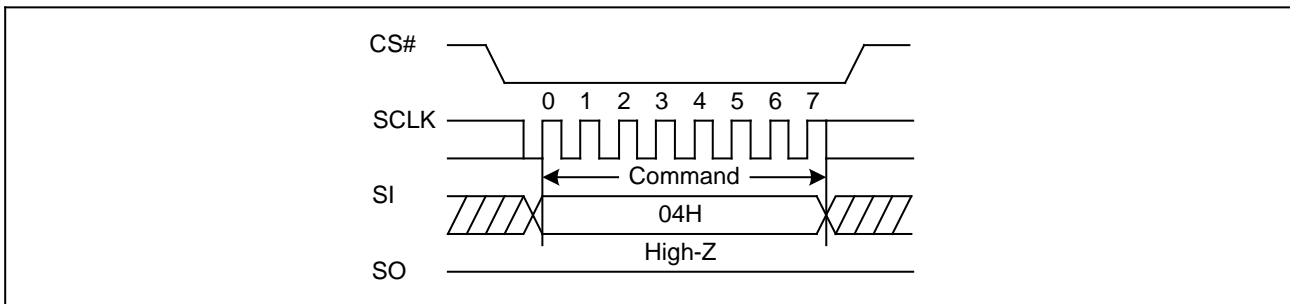 CS#
0 1 2 3 4 5 6 7
SCLK
Command
SI
04H
High-Z
SO